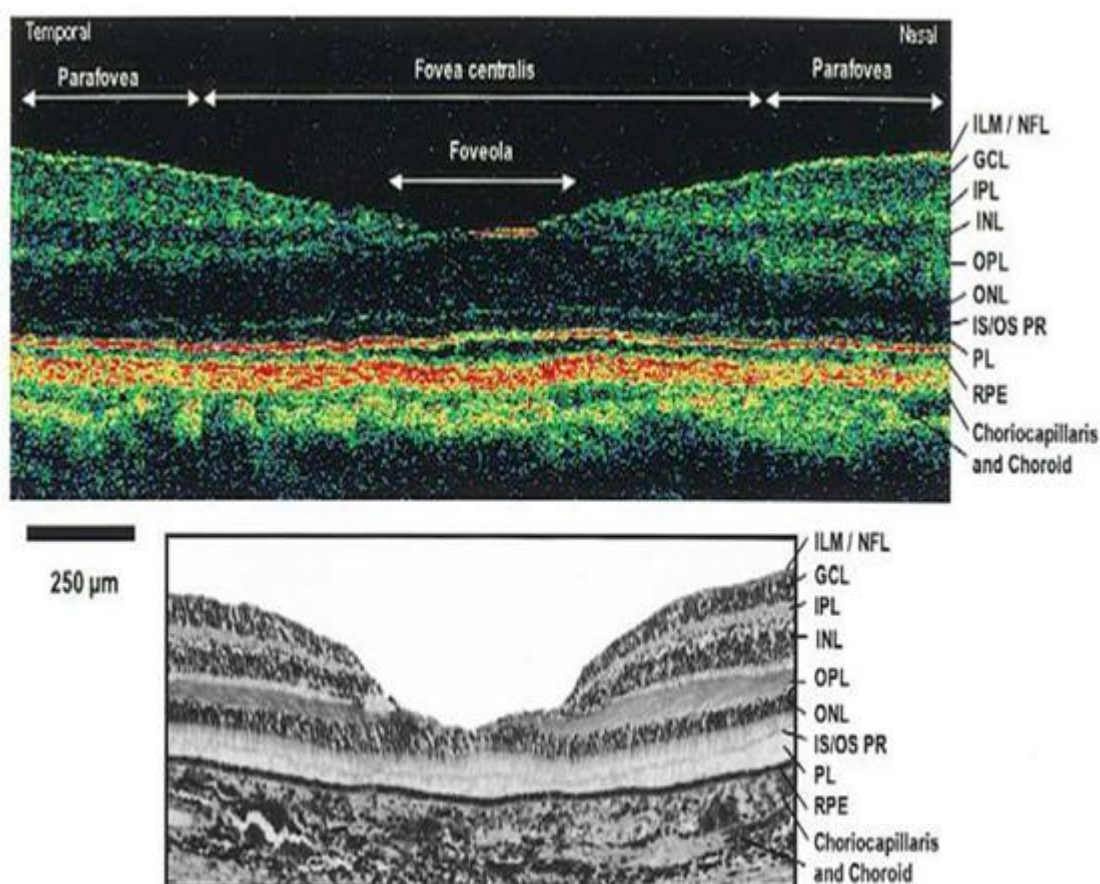 Temporal Nasal
Parafovea Fovea centralis Parafovea
Foveola
ILM / NFL
GCL
IPL
INL
OPL
ONL
IS/OS PR
PL
RPE
Choriocapillaris
and Choroid
250 µm
ILM / NFL
GCL
IPL
INL
OPL
ONL
IS/OS PR
PL
RPE
Choriocapillaris
and Choroid